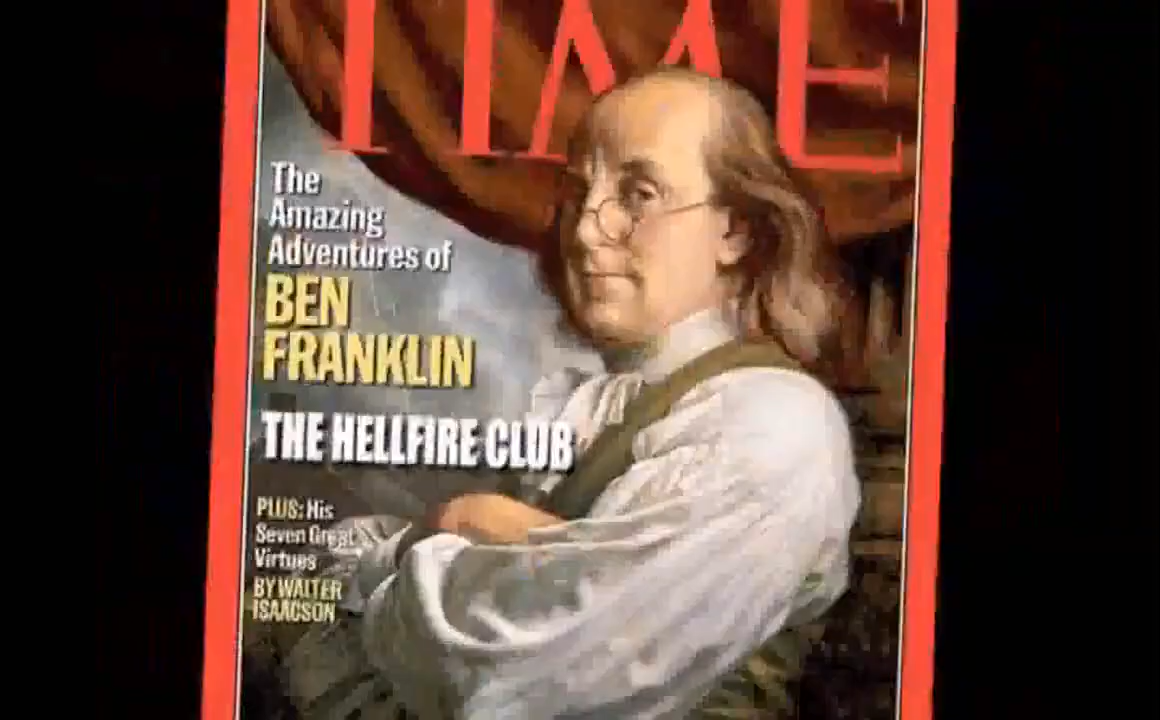 TIME
The
Amazing
Adventures of
BEN
FRANKLIN
THE HELLFIRE CLUB
PLUS: His
Seven Great
Virtues
BY WALTER
ISAACSON